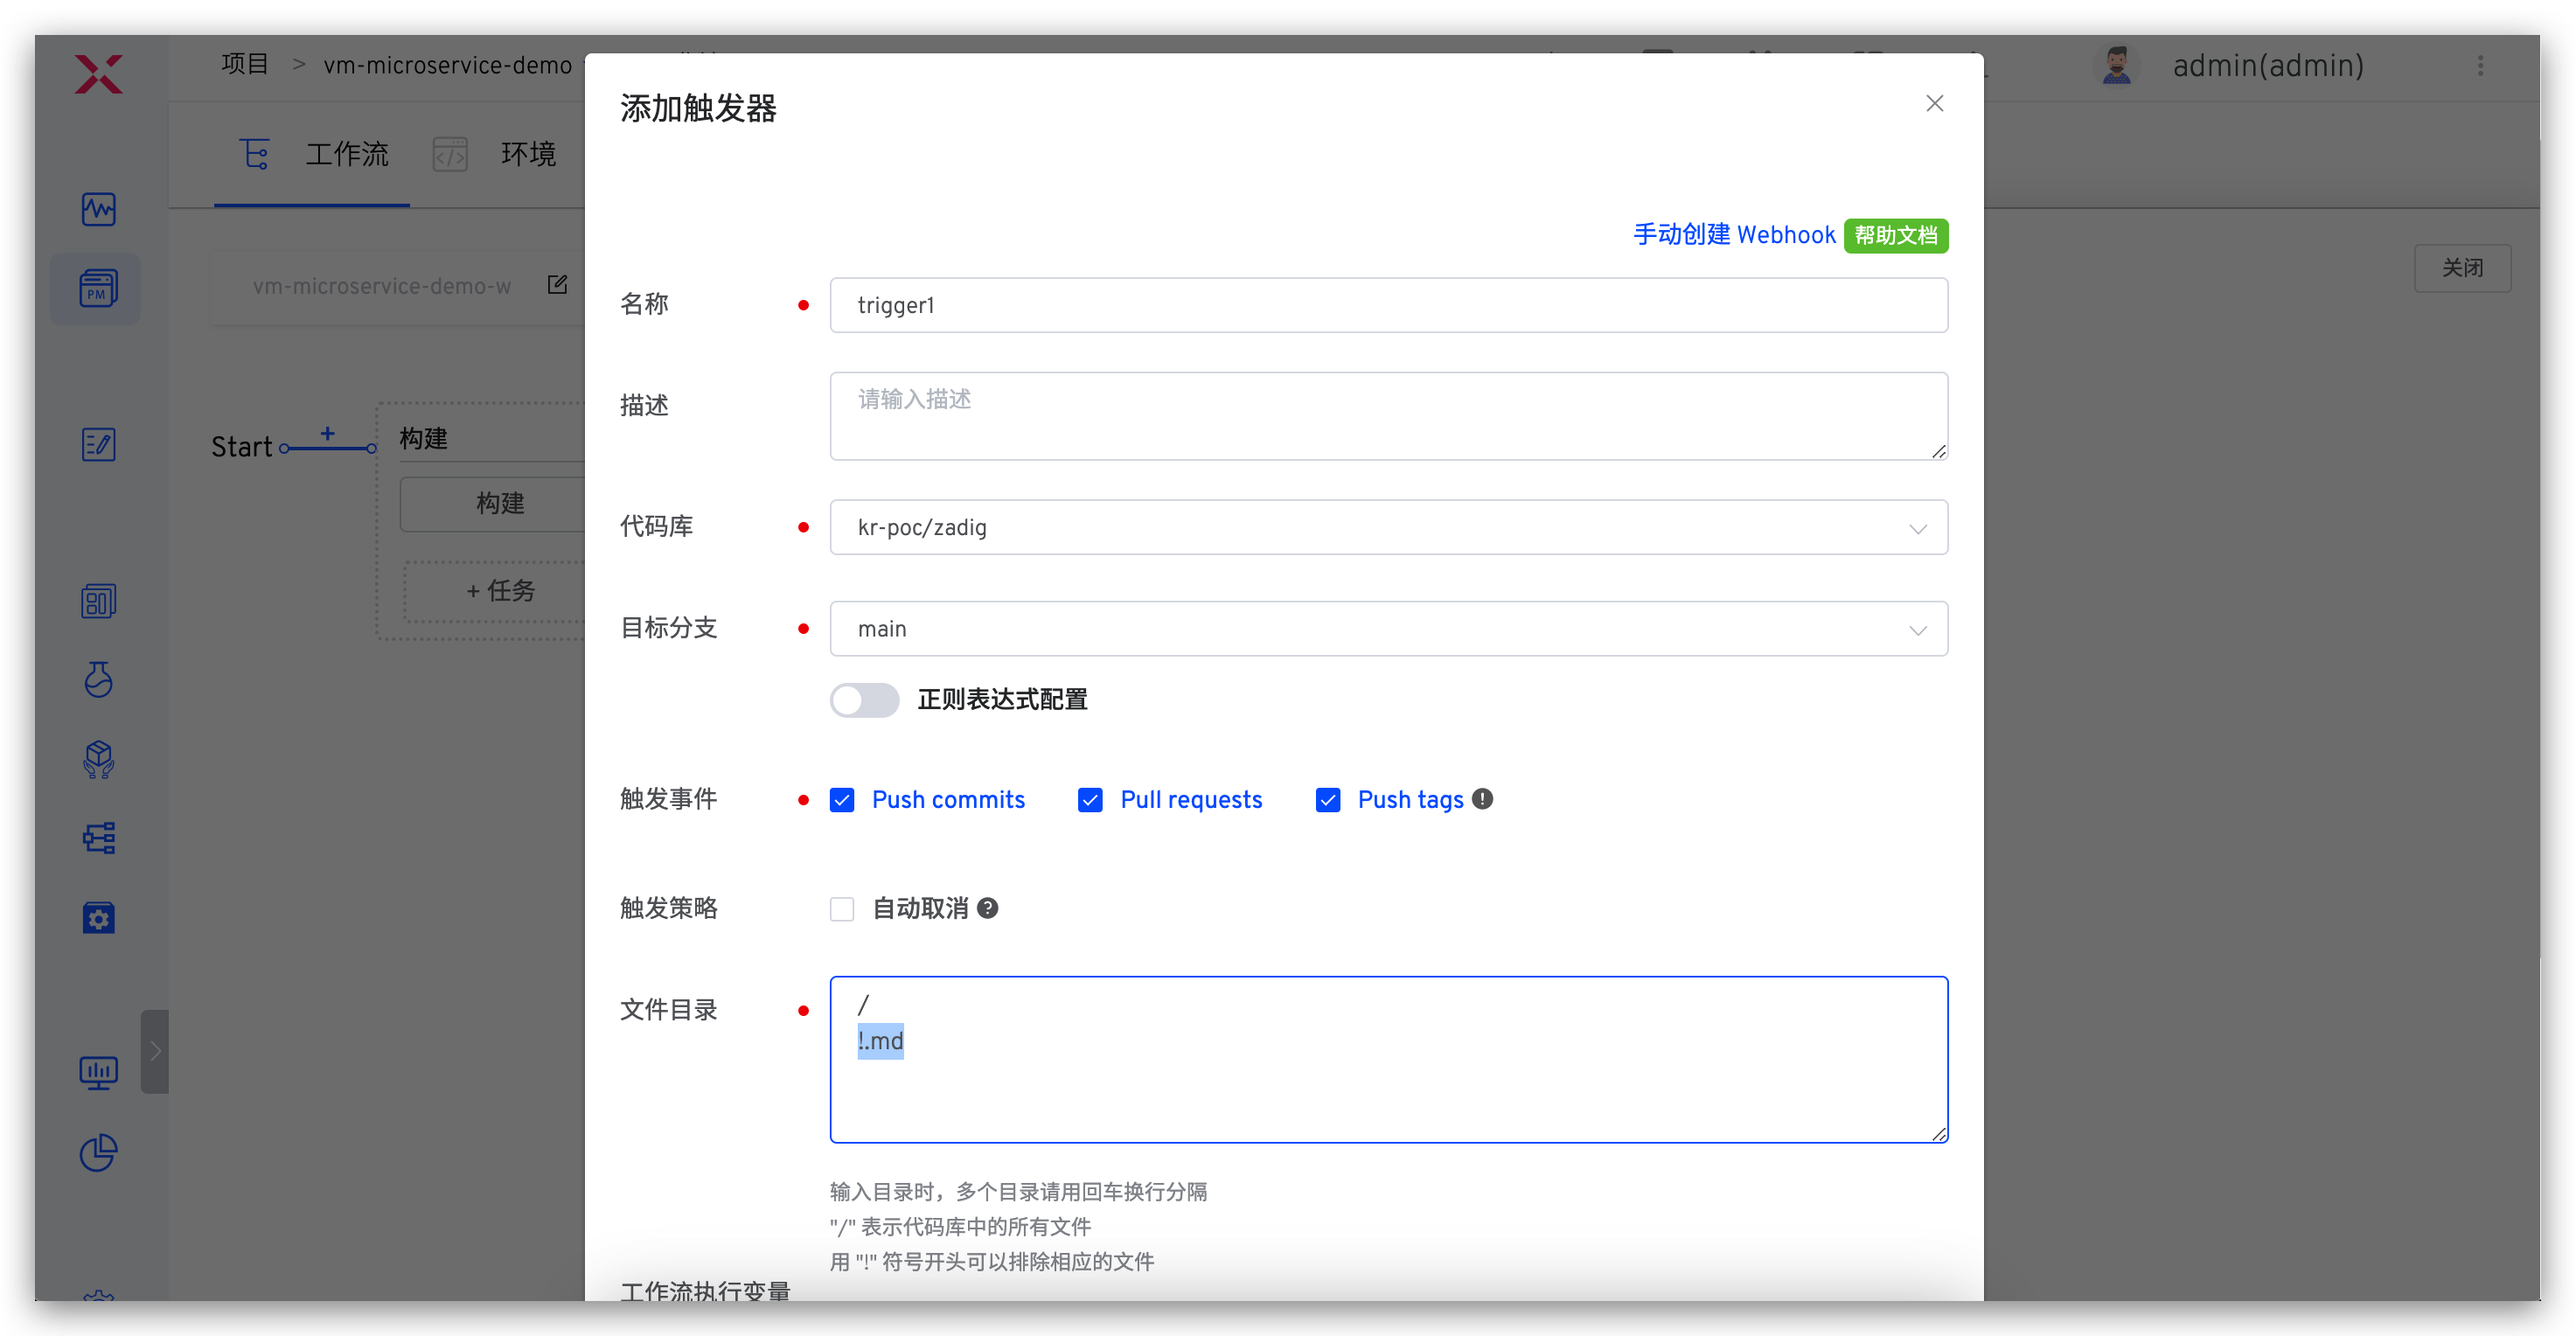 项目 > vm-microservice-demo
admin(admin)
工作流
环境
vm-microservice-demo-w
关闭
Start
+
构建
构建
+ 任务
PM
添加触发器
手动创建 Webhook 帮助文档
名称
trigger1
描述
请输入描述
代码库
kr-poc/zadig
目标分支
main
正则表达式配置
触发事件
Push commits
Pull requests
Push tags
触发策略
自动取消
文件目录
/
!.md
输入目录时，多个目录请用回车换行分隔
"/" 表示代码库中的所有文件
用 "!" 符号开头可以排除相应的文件
工作流执行变量